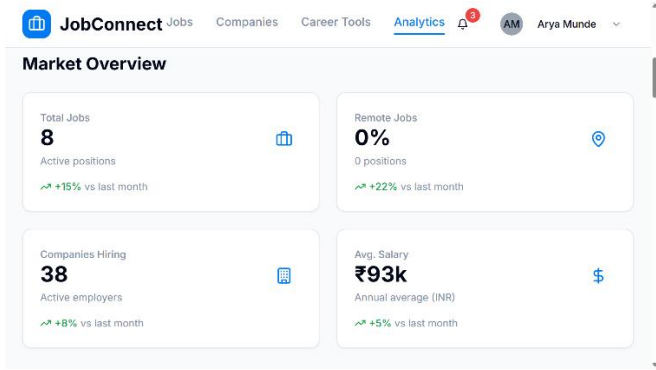 JobConnect Jobs Companies Career Tools Analytics 3 AM Arya Munde
Market Overview
Total Jobs
8
Active positions
+15% vs last month
Remote Jobs
0%
0 positions
+22% vs last month
Companies Hiring
38
Active employers
+8% vs last month
Avg. Salary
₹93k
Annual average (INR)
+5% vs last month